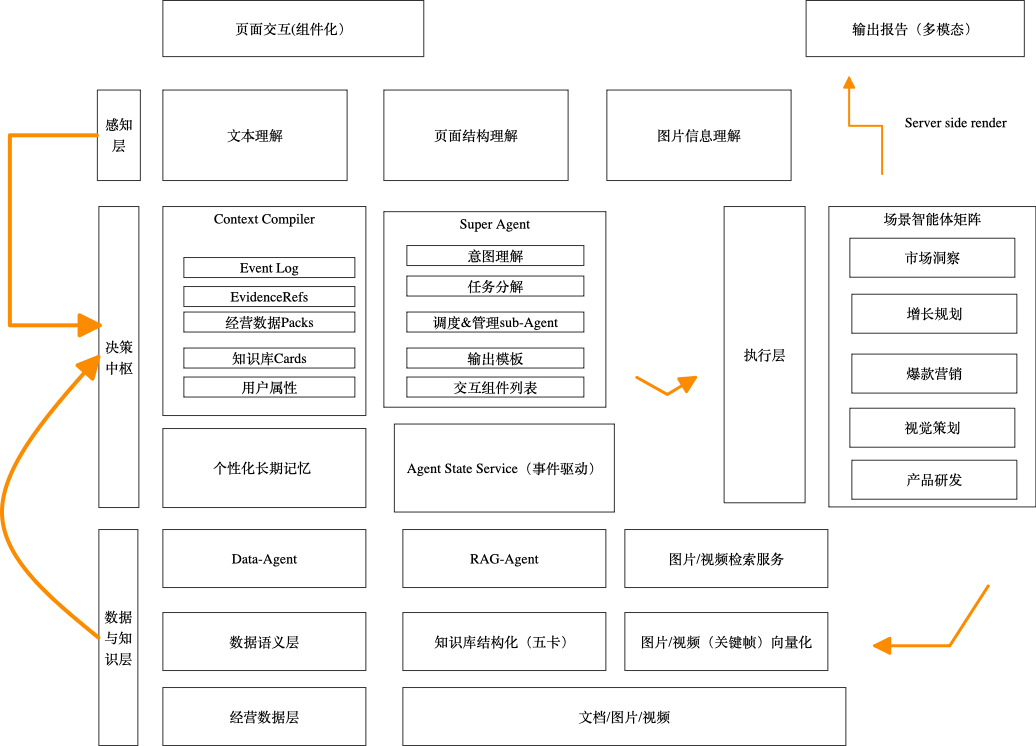 页面交互(组件化）
输出报告（多模态）
感知
层
文本理解
页面结构理解
图片信息理解
Server side render
决策
中枢
Context Compiler
Event Log
EvidenceRefs
经营数据Packs
知识库Cards
用户属性
Super Agent
意图理解
任务分解
调度&管理sub-Agent
输出模板
交互组件列表
个性化长期记忆
Agent State Service（事件驱动）
执行层
场景智能体矩阵
市场洞察
增长规划
爆款营销
视觉策划
产品研发
数据
与知
识层
Data-Agent
RAG-Agent
图片/视频检索服务
数据语义层
知识库结构化（五卡）
图片/视频（关键帧）向量化
经营数据层
文档/图片/视频